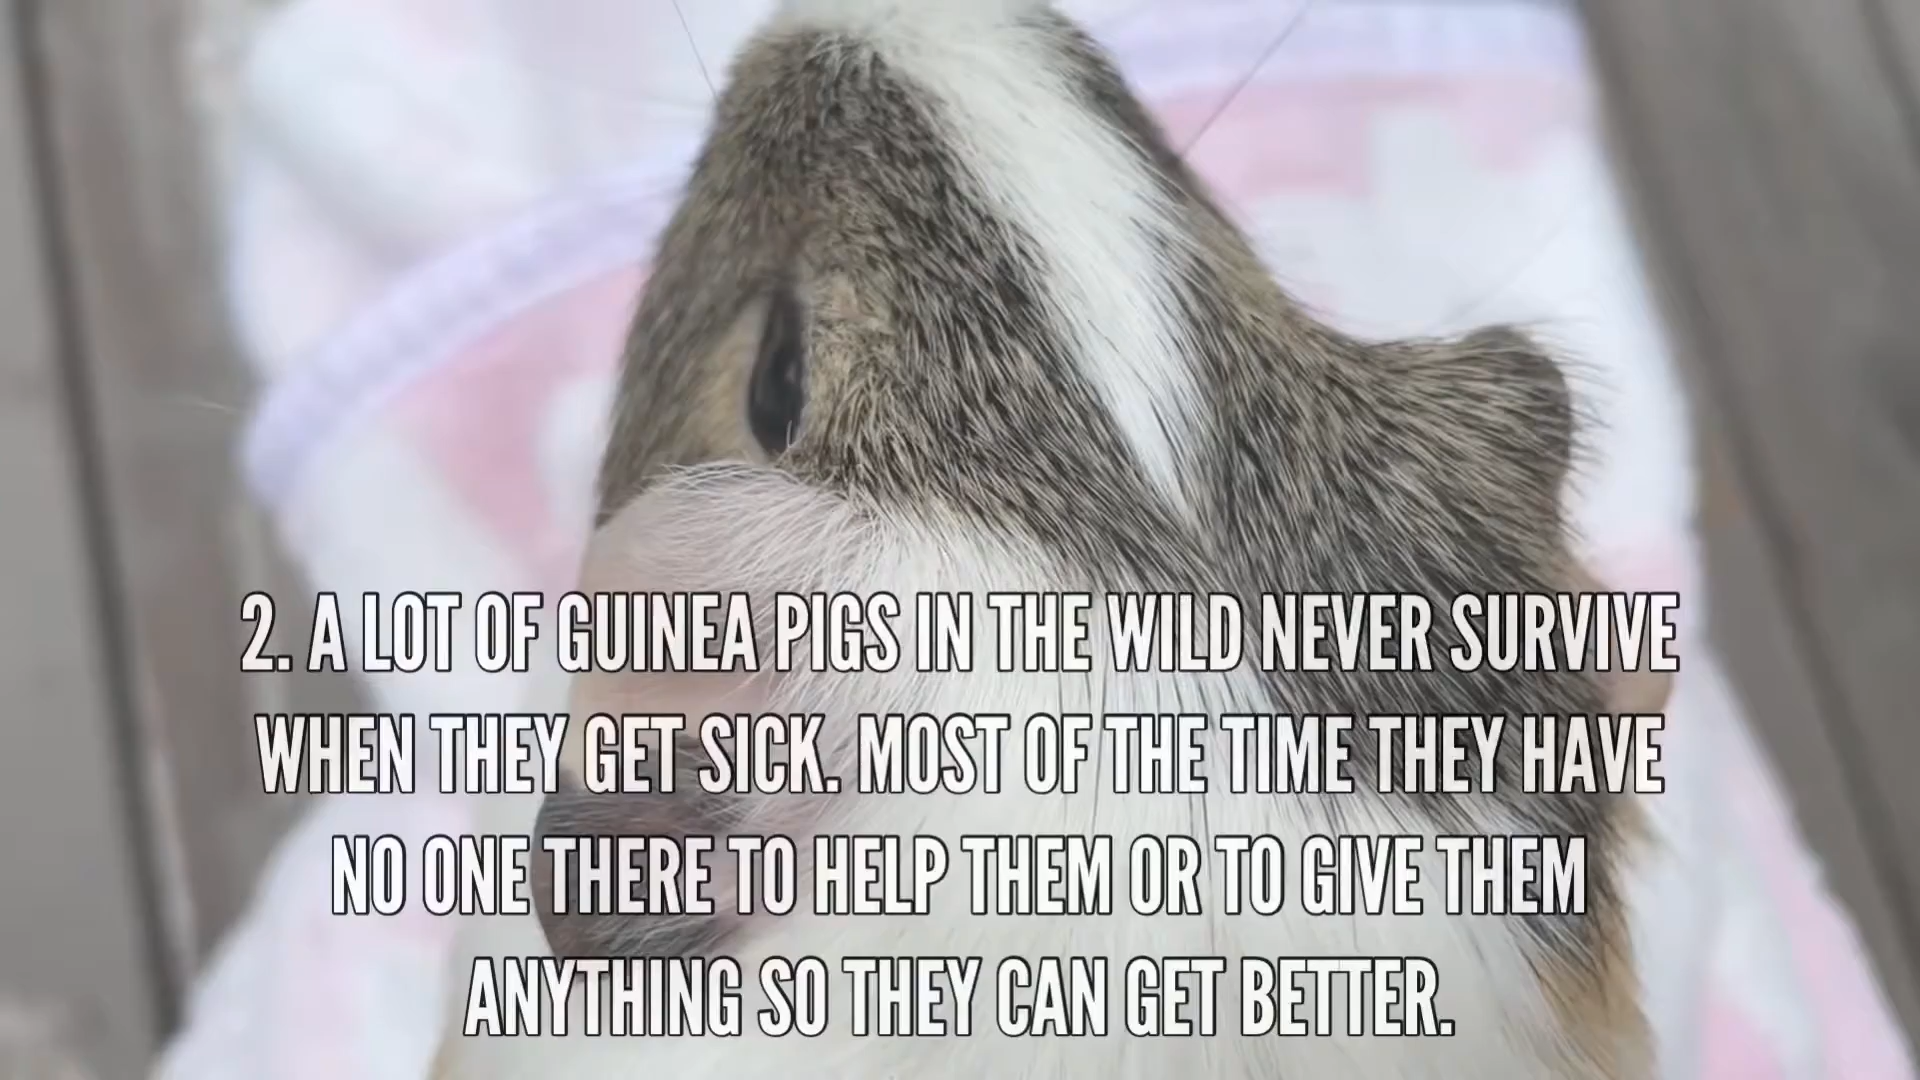 2. A LOT OF GUINEA PIGS IN THE WILD NEVER SURVIVE
WHEN THEY GET SICK. MOST OF THE TIME THEY HAVE
NO ONE THERE TO HELP THEM OR TO GIVE THEM
ANYTHING SO THEY CAN GET BETTER.